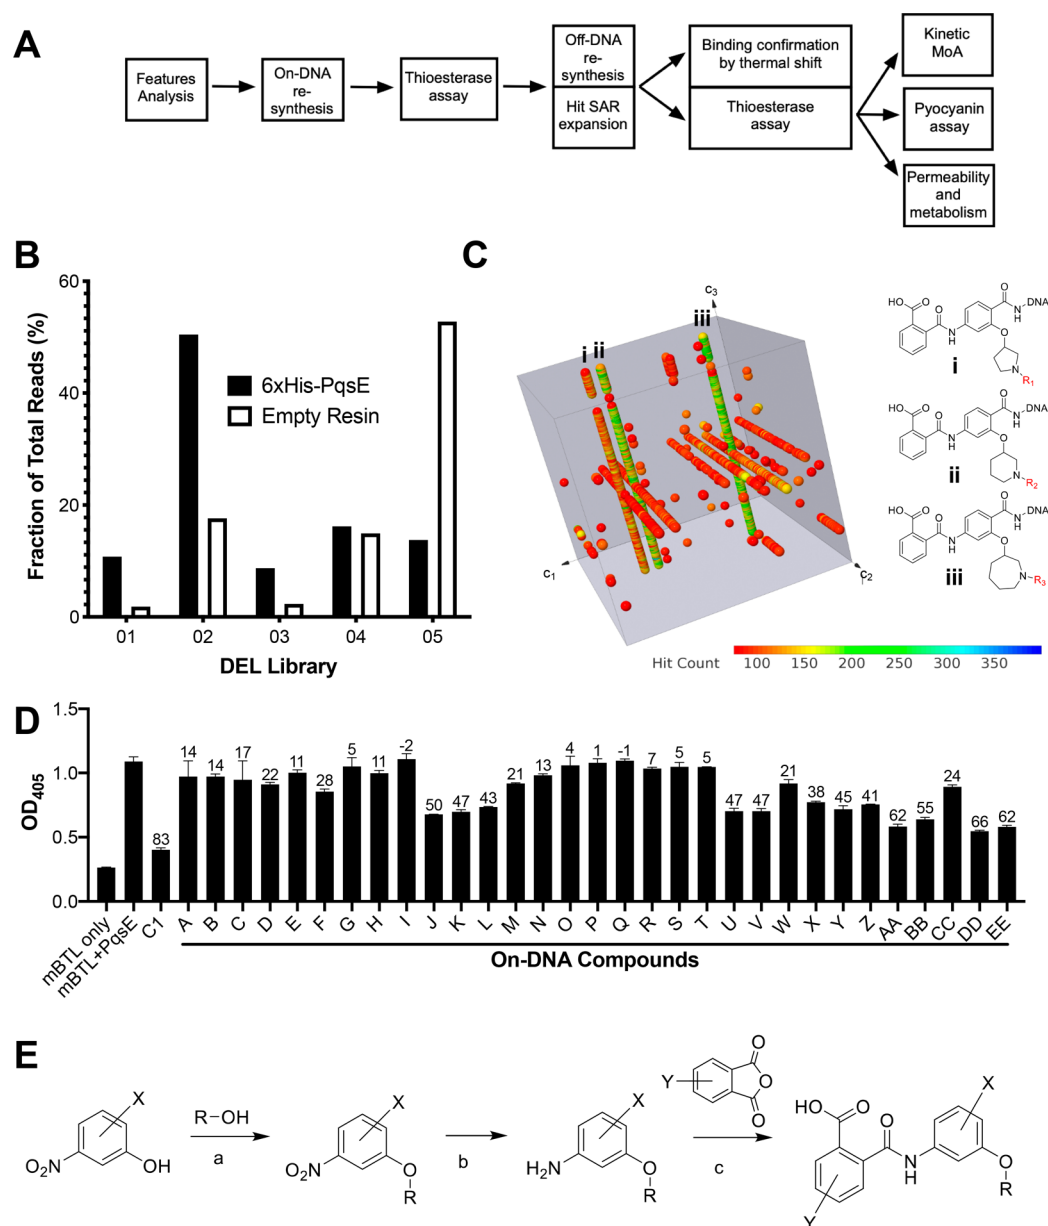 A
Features
Analysis
On-DNA
re-
synthesis
Thioesterase
assay
Off-DNA
re-
synthesis
Hit SAR
expansion
Binding confirmation
by thermal shift
Thioesterase
assay
Kinetic
MoA
Pyocyanin
assay
Permeability
and
metabolism
B
Fraction of Total Reads (%)
60
40
20
0
6xHis-PqsE
Empty Resin
01 02 03 04 05
DEL Library
C
c3
i ii iii
c1
c2
Hit Count 100 150 200 250 300 350
HO O O N H O N H DNA O N R1
i
HO O O N H O N H DNA O N R2
ii
HO O O N H O N H DNA O N R3
iii
D
OD405
1.5
1.0
0.5
0.0
83 14 14 17 22 11 28 5 11 -2 50 47 43 21 13 4 1 -1 7 5 5 47 47 21 38 45 41 62 55 24 66 62
mBTL only mBTL+PqsE C1 A B C D E F G H I J K L M N O P Q R S T U V W X Y Z AA BB CC DD EE
On-DNA Compounds
E
X
O2N OH
R-OH
a
X
O2N O
R
b
X
H2N O
R
Y O O O
c
HO O O N H X O R
Y